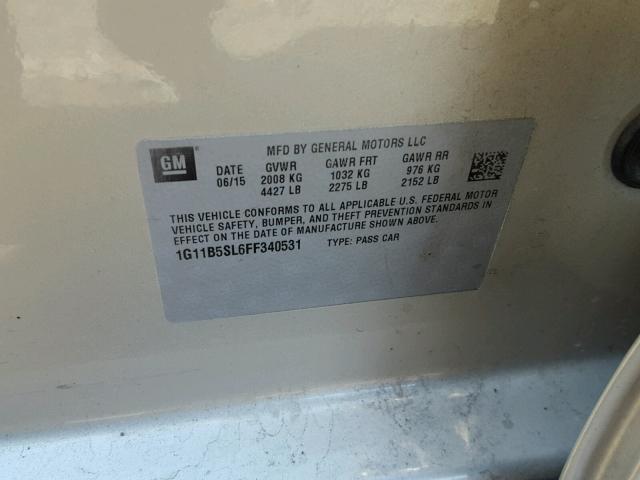 GM
MFD BY GENERAL MOTORS LLC
DATE GVWR GAWR FRT GAWR RR
06/15 2008 KG 1032 KG 976 KG
4427 LB 2275 LB 2152 LB
THIS VEHICLE CONFORMS TO ALL APPLICABLE U.S. FEDERAL MOTOR
VEHICLE SAFETY, BUMPER, AND THEFT PREVENTION STANDARDS IN
EFFECT ON THE DATE OF MANUFACTURE SHOWN ABOVE.
1G11B5SL6FF340531 TYPE: PASS CAR